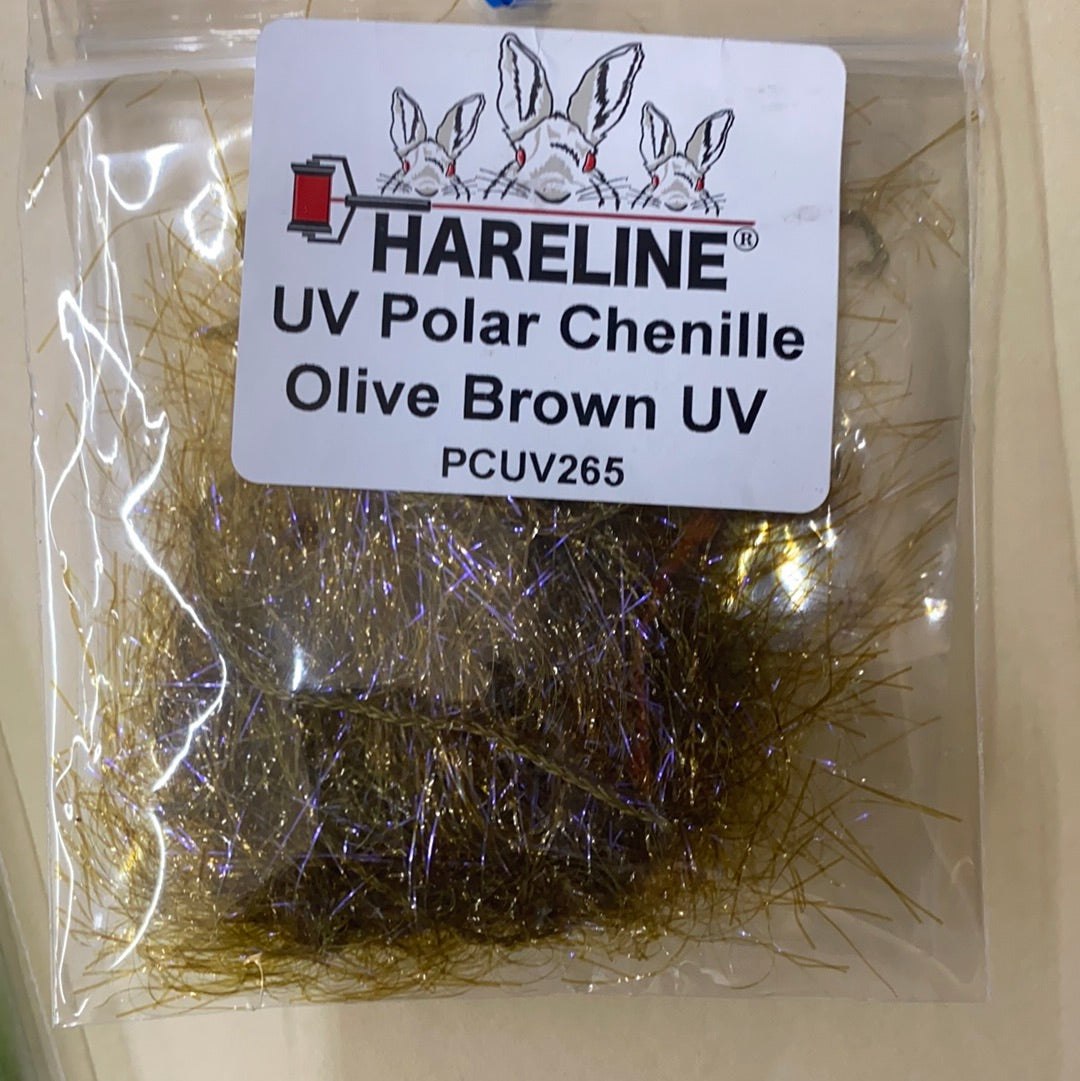 HARELINE®
UV Polar Chenille
Olive Brown UV
PCUV265